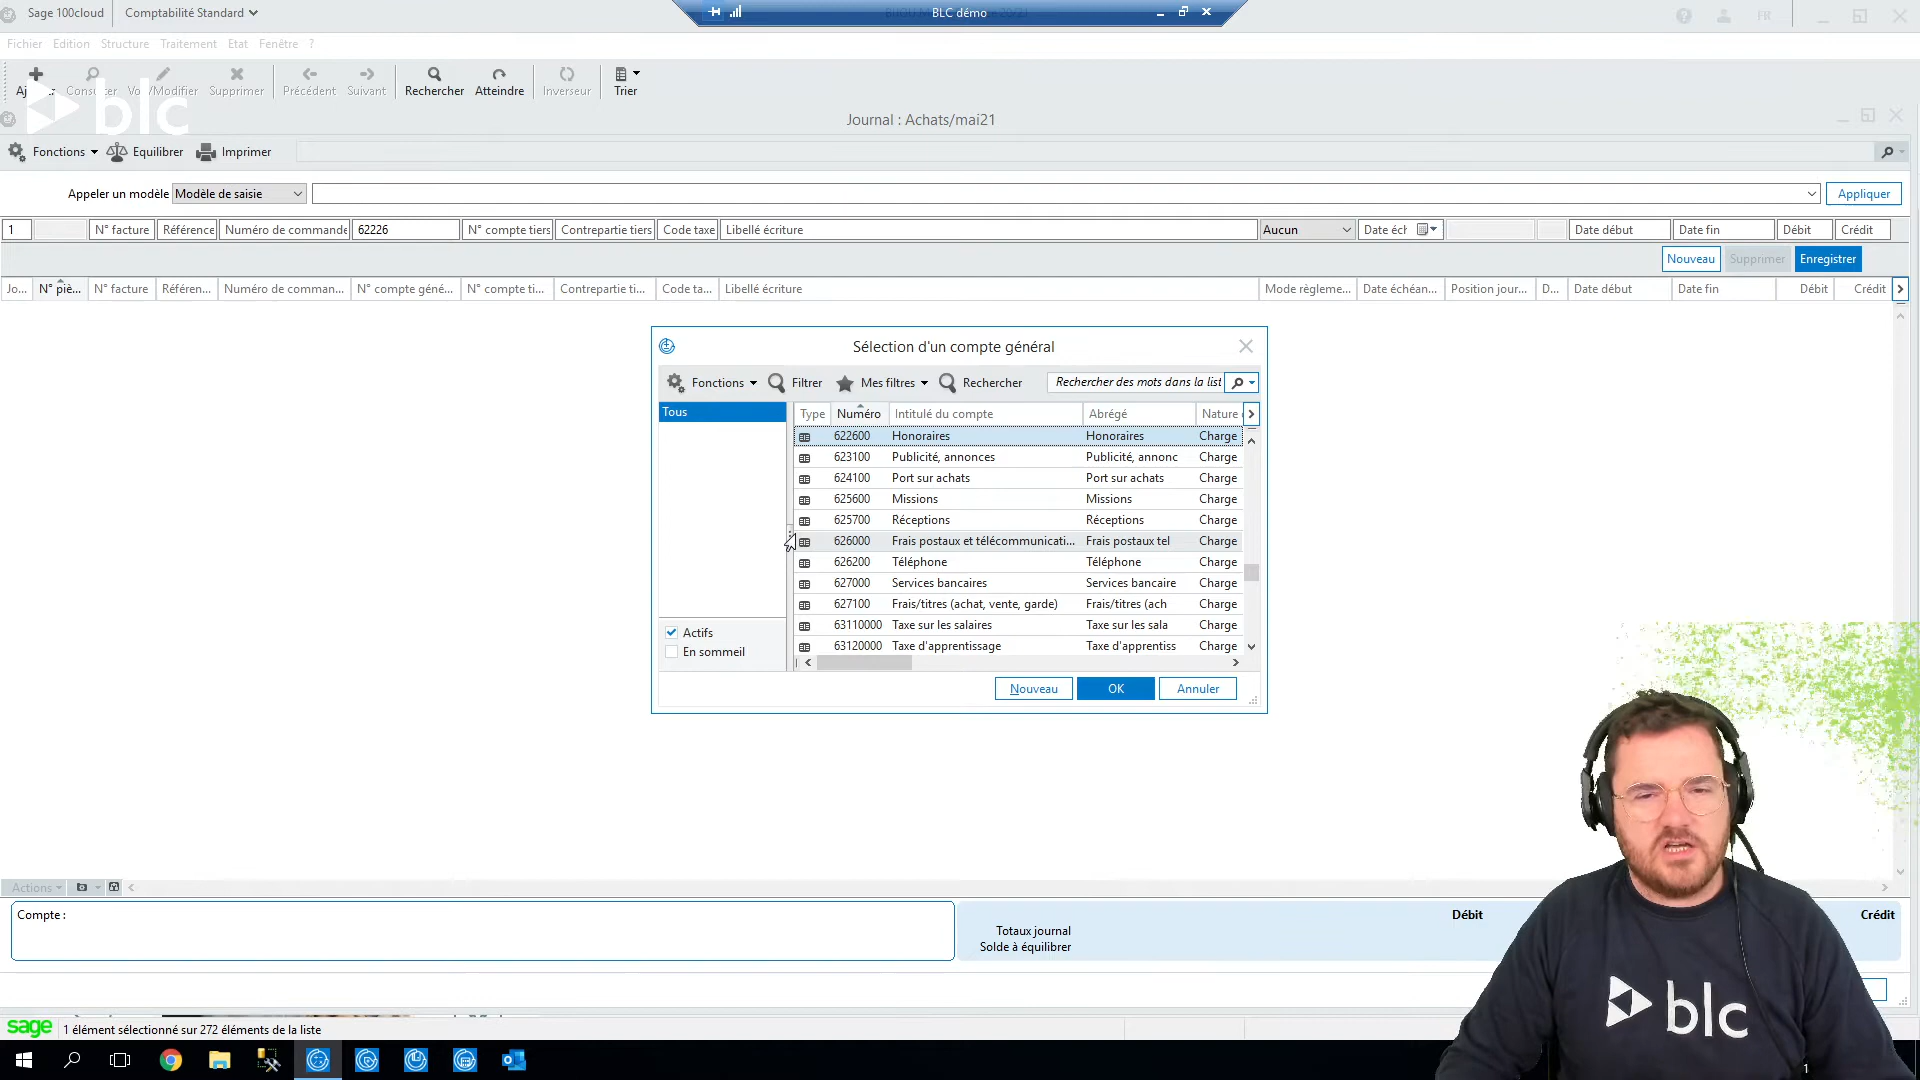 Sage 100cloud
Comptabilité Standard
BLC démo
FR
Fichier Edition Structure Traitement Etat Fenêtre ?
Supprimer Précédent Suivant Rechercher Atteindre Inverseur Trier
blc
Journal : Achats/mai21
Fonctions Equilibrer Imprimer
Appeler un modèle Modèle de saisie Appliquer
1 N° facture Référence Numéro de commande 62226 N° compte tiers Contrepartie tiers Code taxe Libellé écriture Aucun Date éch Date début Date fin Débit Crédit
Nouveau Supprimer Enregistrer
Jo... N° piè... N° facture Référen... Numéro de comman... N° compte géné... N° compte ti... Contrepartie ti... Code ta... Libellé écriture Mode règleme... Date échéan... Position jour... D... Date début Date fin Débit Crédit
Sélection d'un compte général
Fonctions Filtrer Mes filtres Rechercher Rechercher des mots dans la list
Tous
Type Numéro Intitulé du compte Abrégé Nature
622600 Honoraires Honoraires Charge
623100 Publicité, annonces Publicité, annonc Charge
624100 Port sur achats Port sur achats Charge
625600 Missions Missions Charge
625700 Réceptions Réceptions Charge
626000 Frais postaux et télécommunicati... Frais postaux tel Charge
626200 Téléphone Téléphone Charge
627000 Services bancaires Services bancaire Charge
627100 Frais/titres (achat, vente, garde) Frais/titres (ach Charge
63110000 Taxe sur les salaires Taxe sur les sala Charge
63120000 Taxe d'apprentissage Taxe d'apprentiss Charge
Actifs
En sommeil
Nouveau OK Annuler
Actions
Compte :
Débit Crédit
Totaux journal
Solde à équilibrer
blc
sage 1 élément sélectionné sur 272 éléments de la liste
1